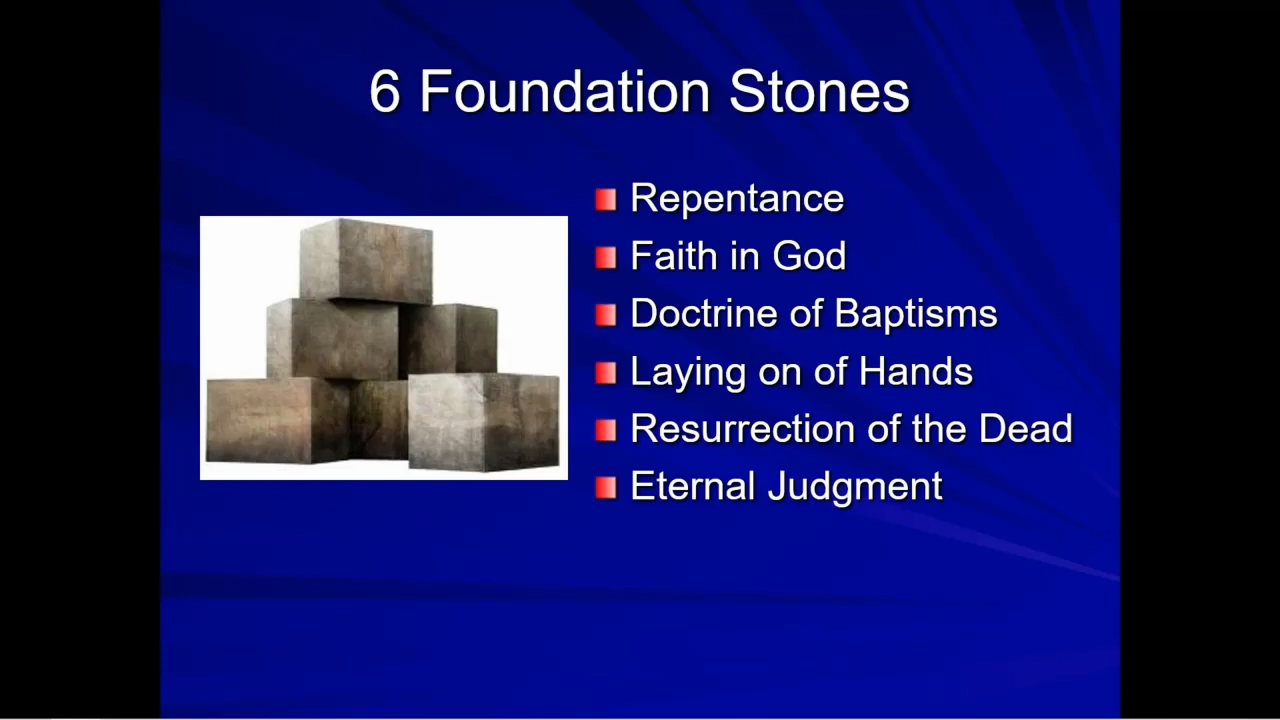 6 Foundation Stones
Repentance
Faith in God
Doctrine of Baptisms
Laying on of Hands
Resurrection of the Dead
Eternal Judgment